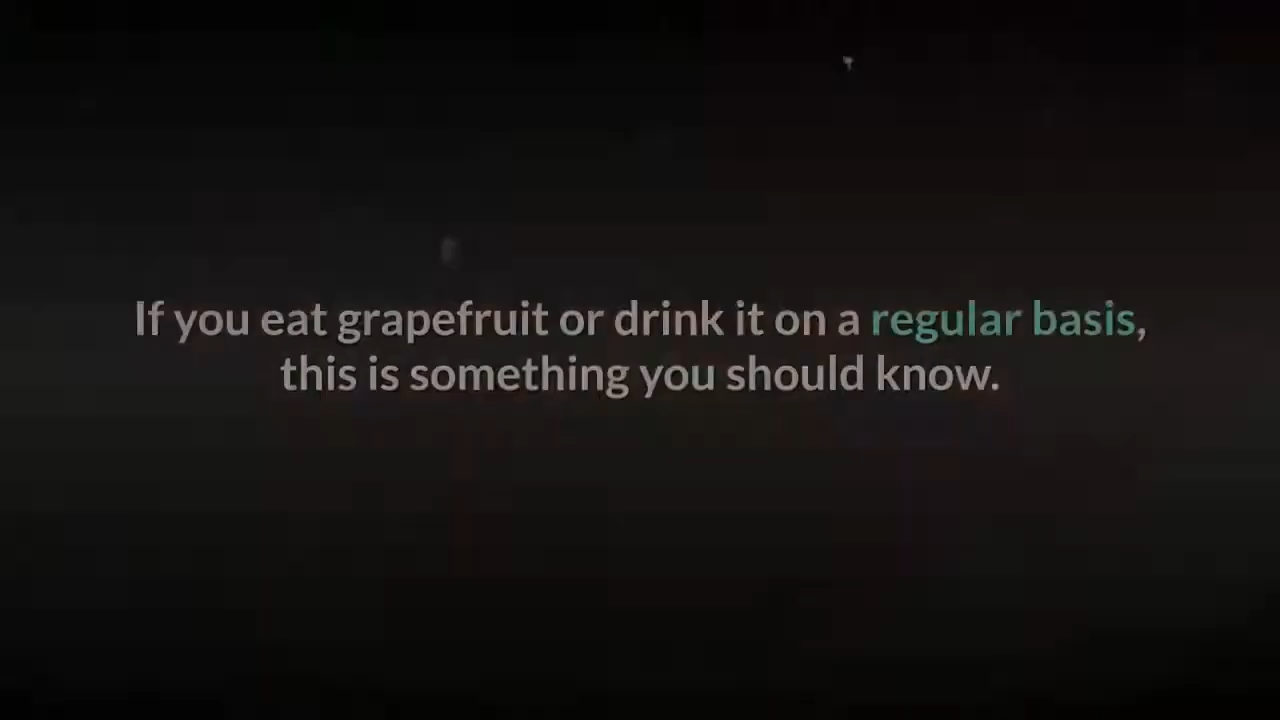 If you eat grapefruit or drink it on a regular basis,
this is something you should know.